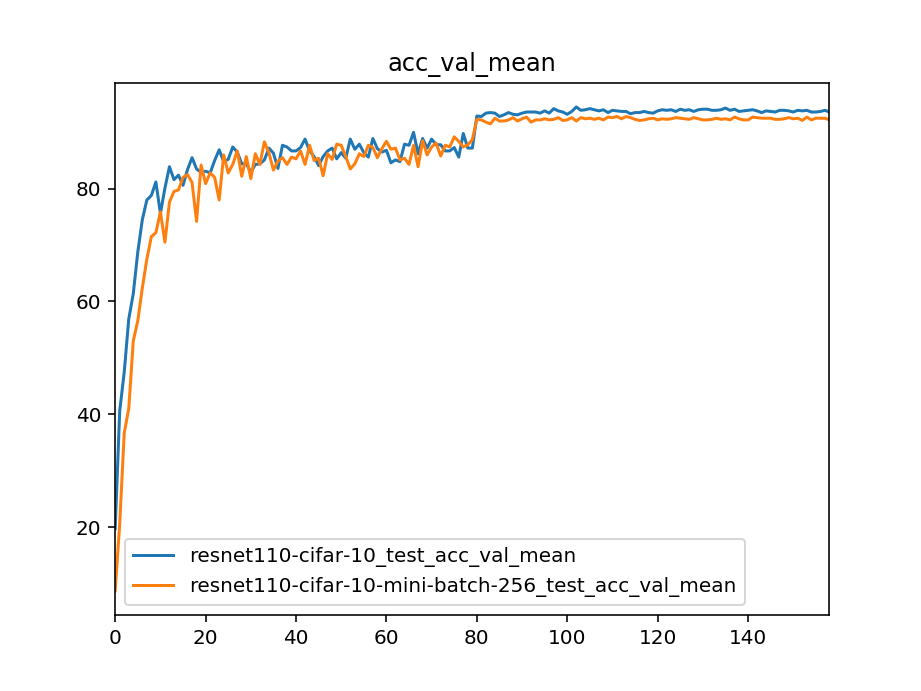 acc_val_mean
80
60
40
20
resnet110-cifar-10_test_acc_val_mean
resnet110-cifar-10-mini-batch-256_test_acc_val_mean
0 20 40 60 80 100 120 140